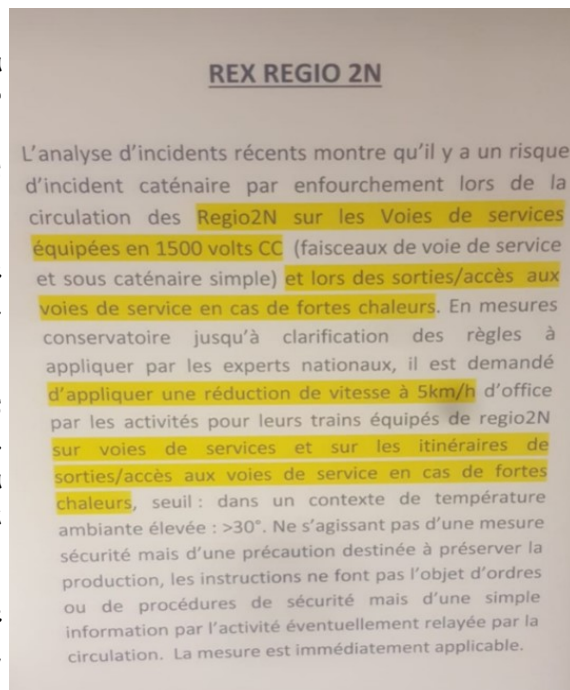 REX REGIO 2N
L'analyse d'incidents récents montre qu'il y a un risque
d'incident caténaire par enfourchement lors de la
circulation des Regio2N sur les Voies de services
équipées en 1500 volts CC (faisceaux de voie de service
et sous caténaire simple) et lors des sorties/accès aux
voies de service en cas de fortes chaleurs. En mesures
conservatoire jusqu'à clarification des règles à
appliquer par les experts nationaux, il est demandé
d'appliquer une réduction de vitesse à 5km/h d'office
par les activités pour leurs trains équipés de regio2N
sur voies de services et sur les itinéraires de
sorties/accès aux voies de service en cas de fortes
chaleurs, seuil : dans un contexte de température
ambiante élevée : >30°. Ne s'agissant pas d'une mesure
sécurité mais d'une précaution destinée à préserver la
production, les instructions ne font pas l'objet d'ordres
ou de procédures de sécurité mais d'une simple
information par l'activité éventuellement relayée par la
circulation. La mesure est immédiatement applicable.